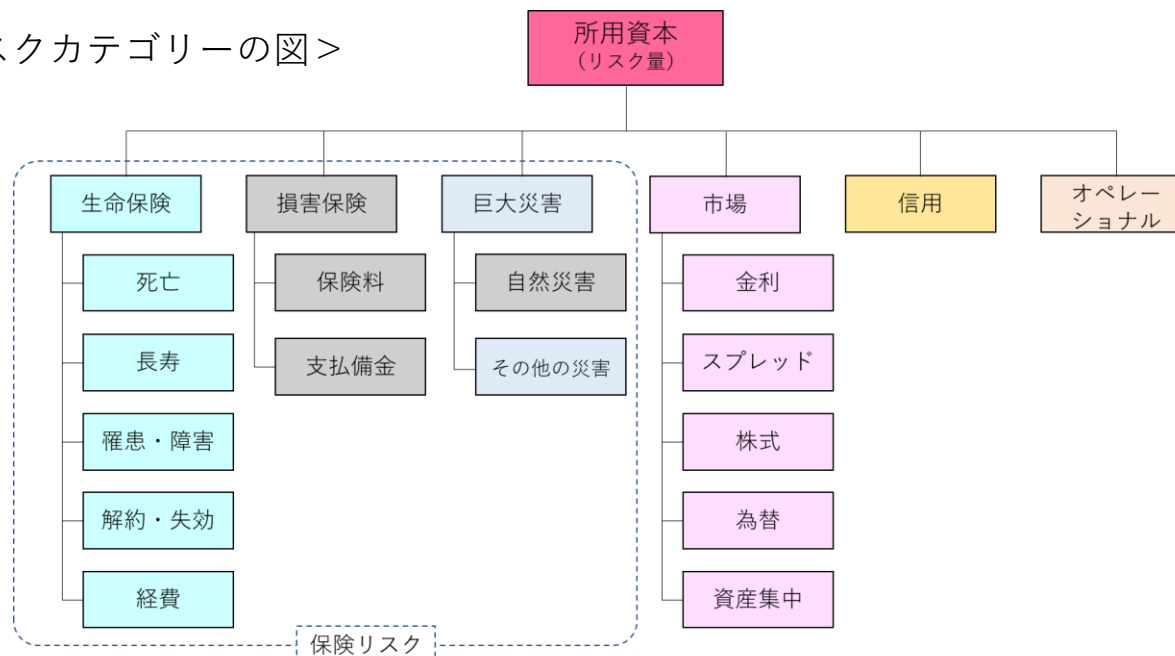 スクカテゴリーの図>
所用資本
（リスク量）
生命保険
損害保険
巨大災害
市場
信用
オペレー
ショナル
死亡
保険料
自然災害
金利
長寿
支払備金
その他の災害
スプレッド
罹患・障害
株式
解約・失効
為替
経費
資産集中
保険リスク